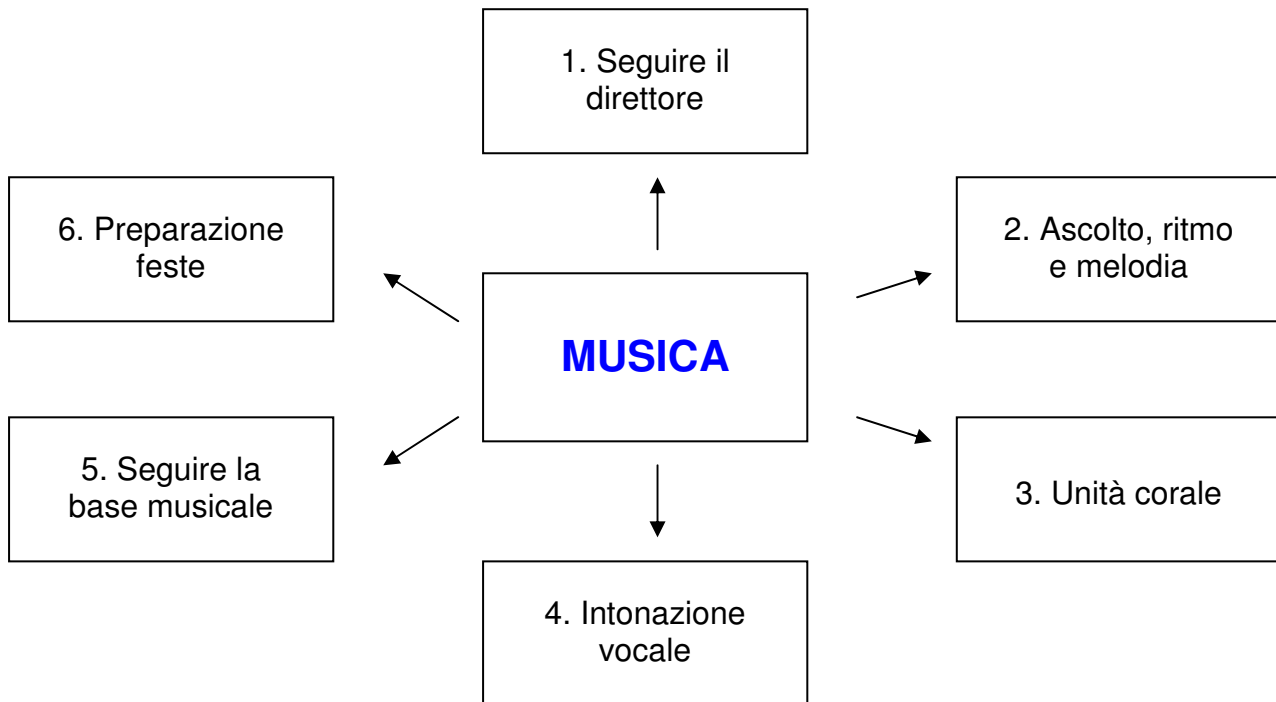 1. Seguire il
direttore
6. Preparazione
feste
2. Ascolto, ritmo
e melodia
MUSICA
5. Seguire la
base musicale
3. Unità corale
4. Intonazione
vocale